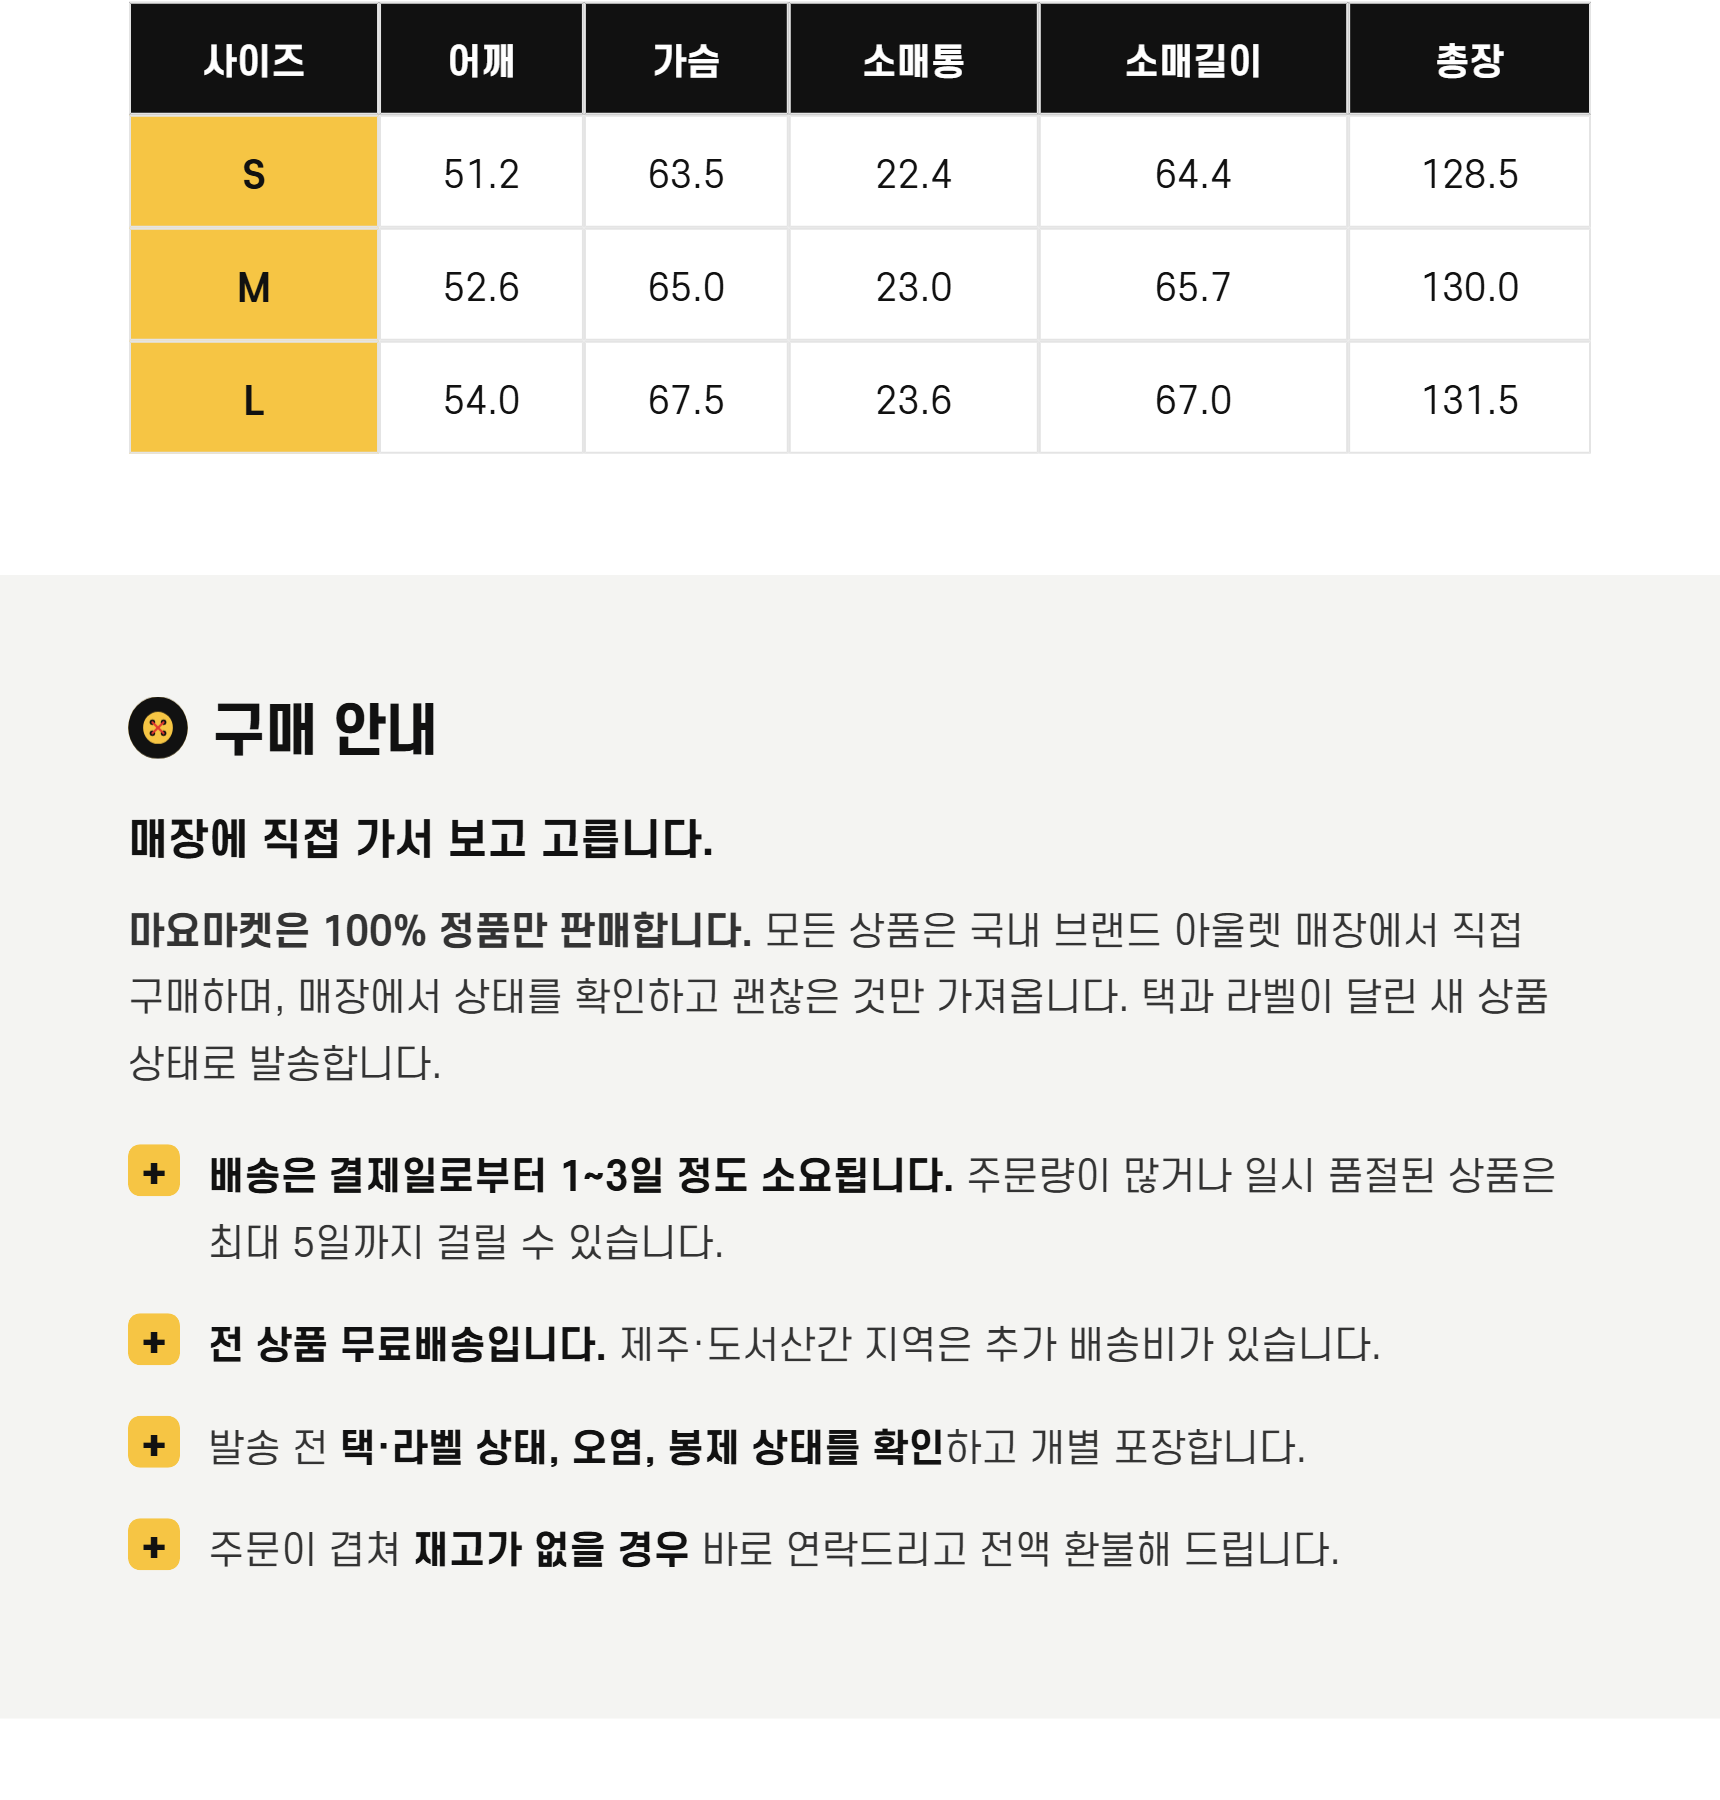 사이즈 어깨 가슴 소매통 소매길이 총장
S 51.2 63.5 22.4 64.4 128.5
M 52.6 65.0 23.0 65.7 130.0
L 54.0 67.5 23.6 67.0 131.5
구매 안내
매장에 직접 가서 보고 고릅니다.
마요마켓은 100% 정품만 판매합니다. 모든 상품은 국내 브랜드 아울렛 매장에서 직접
구매하며, 매장에서 상태를 확인하고 괜찮은 것만 가져옵니다. 택과 라벨이 달린 새 상품
상태로 발송합니다.
+ 배송은 결제일로부터 1~3일 정도 소요됩니다. 주문량이 많거나 일시 품절된 상품은
최대 5일까지 걸릴 수 있습니다.
+ 전 상품 무료배송입니다. 제주·도서산간 지역은 추가 배송비가 있습니다.
+ 발송 전 택·라벨 상태, 오염, 봉제 상태를 확인하고 개별 포장합니다.
+ 주문이 겹쳐 재고가 없을 경우 바로 연락드리고 전액 환불해 드립니다.